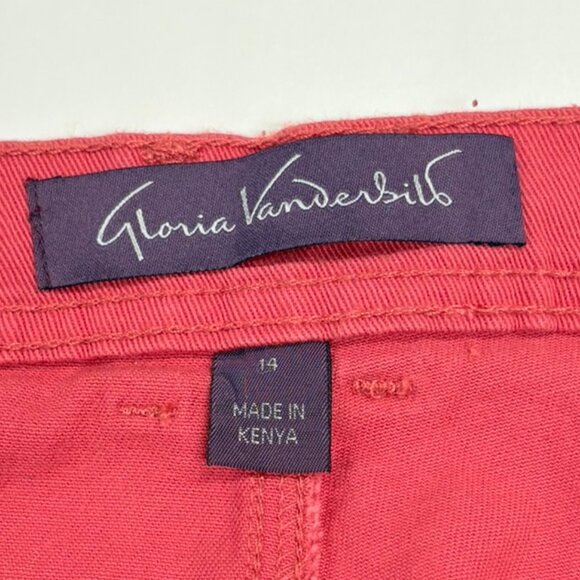 Gloria Vanderbilt
14
MADE IN
KENYA